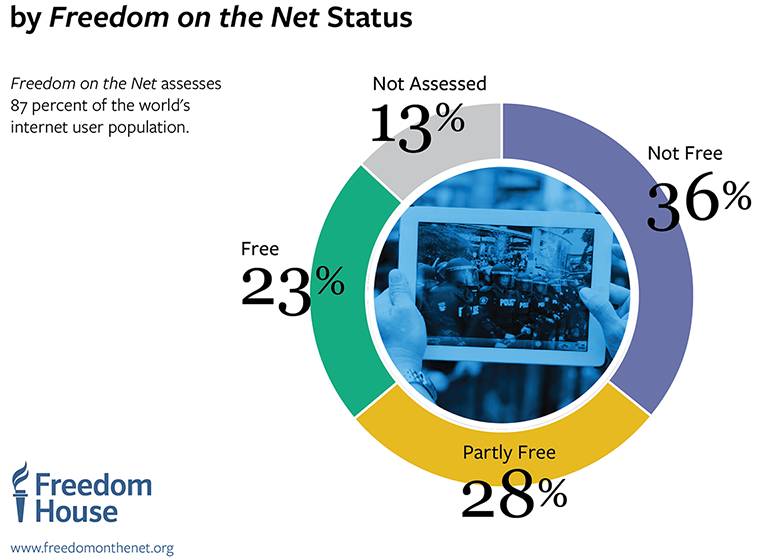 by Freedom on the Net Status
Freedom on the Net assesses
87 percent of the world's
internet user population.
Not Assessed
13%
Not Free
36%
Free
23%
Partly Free
28%
POLICE
Freedom
House
www.freedomonthenet.org